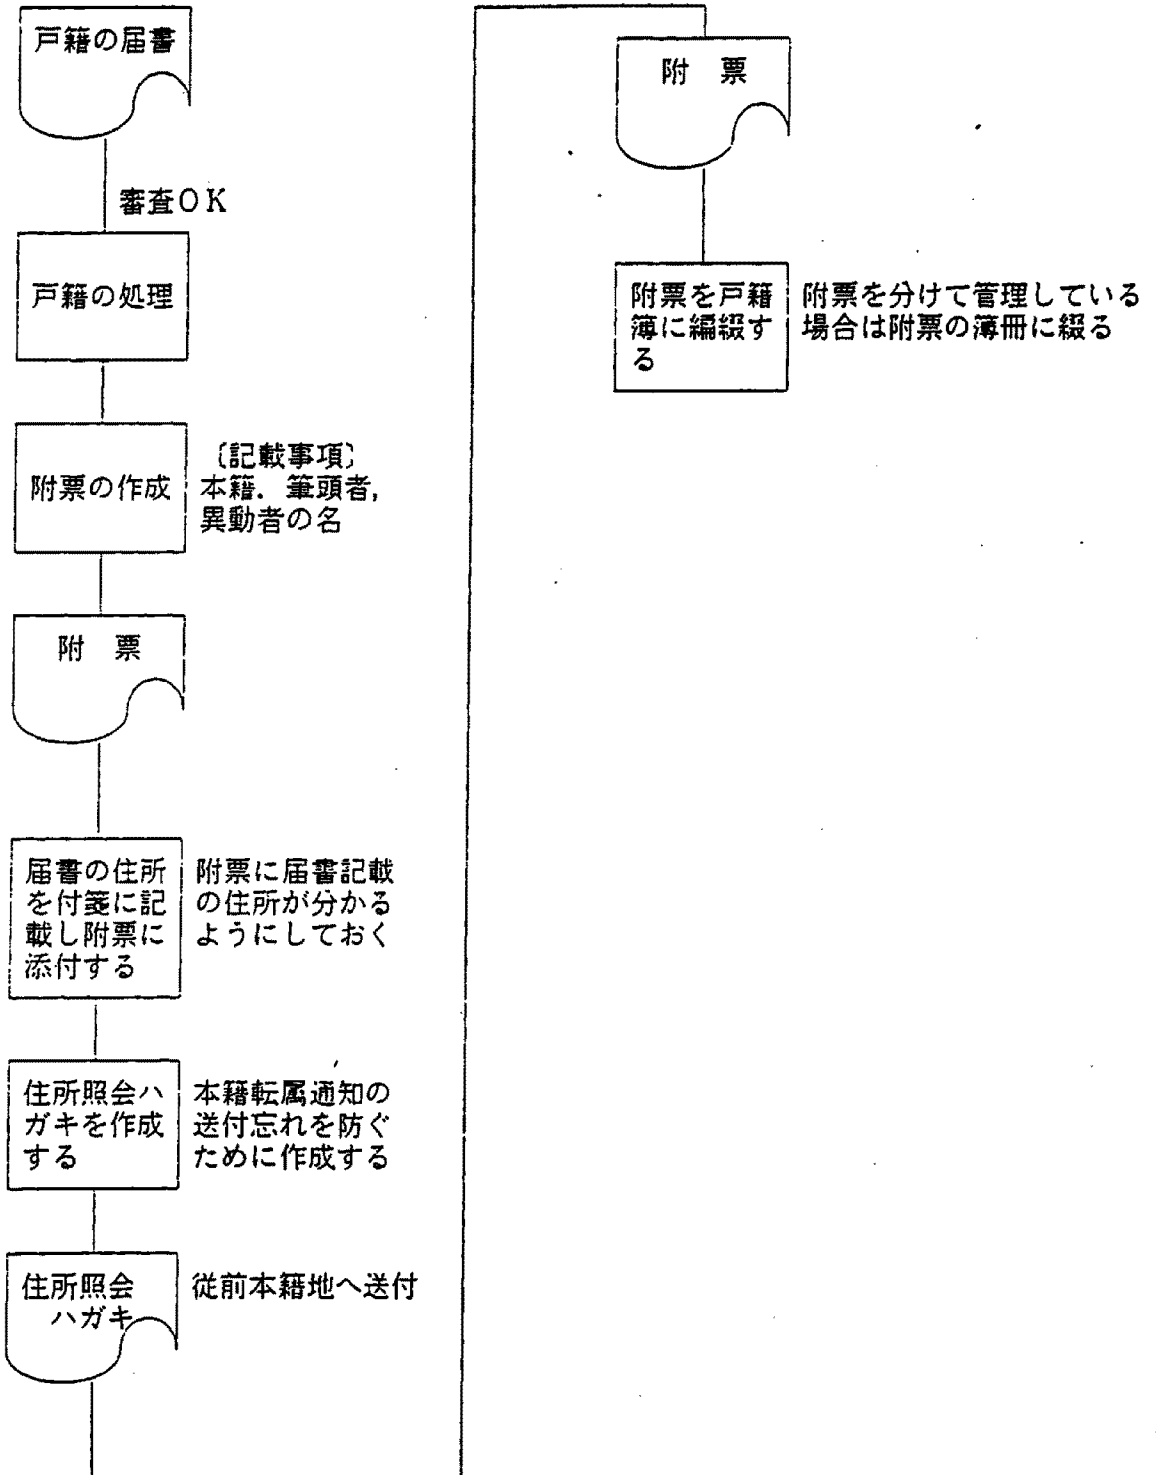 戸籍の届書
審査ＯＫ
戸籍の処理
附票の作成
〔記載事項〕
本籍．筆頭者，
異動者の名
附　票
届書の住所
を付箋に記
載し附票に
添付する
附票に届書記載
の住所が分かる
ようにしておく
住所照会ハ
ガキを作成
する
本籍転属通知の
送付忘れを防ぐ
ために作成する
住所照会
ハガキ
従前本籍地へ送付
附　票
附票を戸籍
簿に編綴す
る
附票を分けて管理している
場合は附票の簿冊に綴る